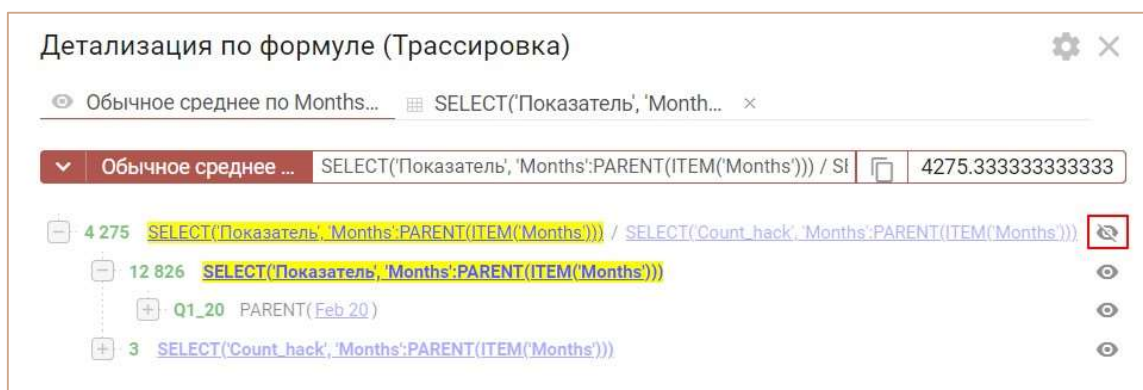 Детализация по формуле (Трассировка)
Обычное среднее по Months... SELECT('Показатель', 'Month...
Обычное среднее ... SELECT('Показатель', 'Months':PARENT(ITEM('Months'))) / SE 4275.333333333333
4 275 SELECT('Показатель', 'Months':PARENT(ITEM('Months'))) / SELECT('Count_hack', 'Months':PARENT(ITEM('Months')))
12 826 SELECT('Показатель', 'Months':PARENT(ITEM('Months')))
Q1_20 PARENT( Feb 20 )
3 SELECT('Count_hack', 'Months':PARENT(ITEM('Months')))